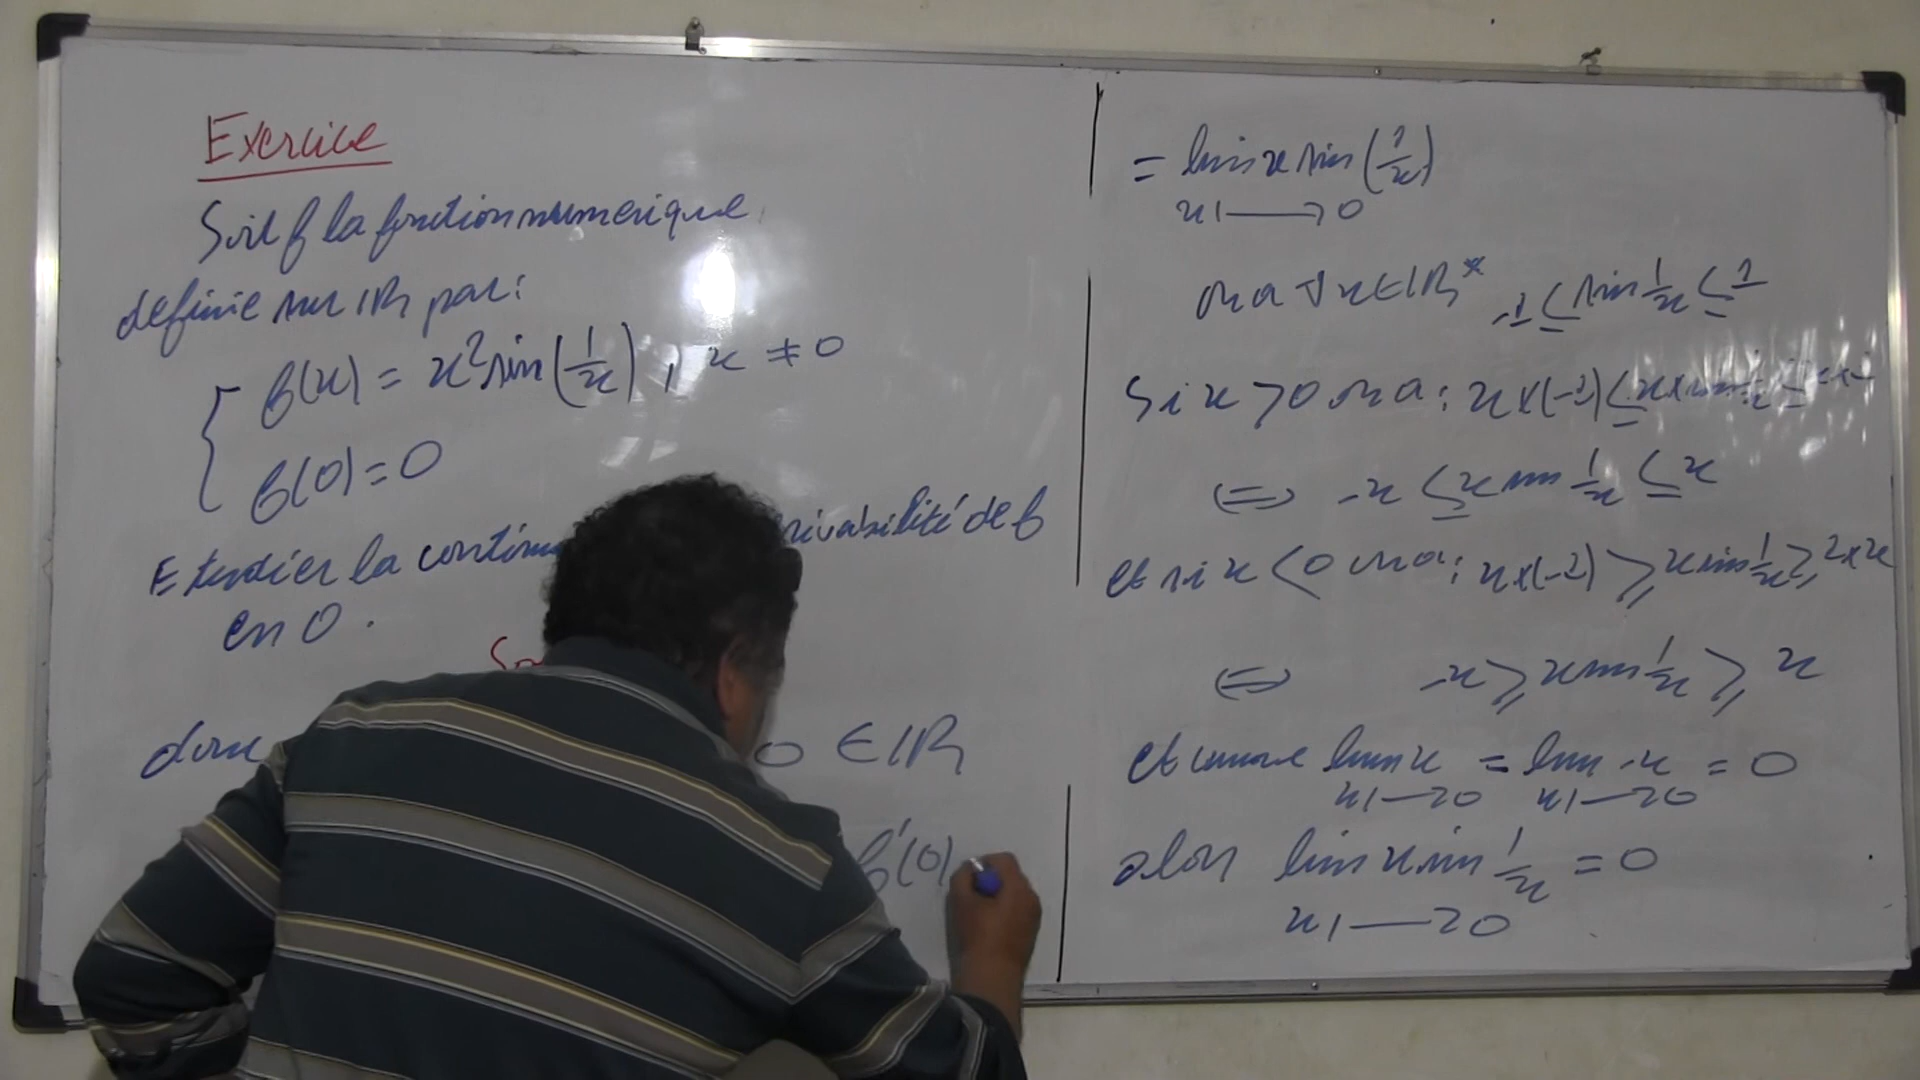 Exercice
Soit f la fonction numerique
definie sur IR par:
f(x) = x² sin(1/x), x ≠ 0
f(0) = 0
Etudier la continu rivabilité de f
en 0.
So
donc 0 ∈ IR
f'(0)
= lim x sin(1/x)
x ⟼ 0
on a ∀x ∈ IR* -1 ≤ sin 1/x ≤ 1
Si x > 0 on a: x×(-1) ≤ x×sin 1/x ≤
⇔ -x ≤ x sin 1/x ≤ x
et si x < 0 on a: x×(-1) ≥ x sin 1/x ≥ 1×x
⇔ -x ≥ x sin 1/x ≥ x
et comme lim x = lim -x = 0
x ⟼ 0 x ⟼ 0
alors lim x sin 1/x = 0
x ⟼ 0